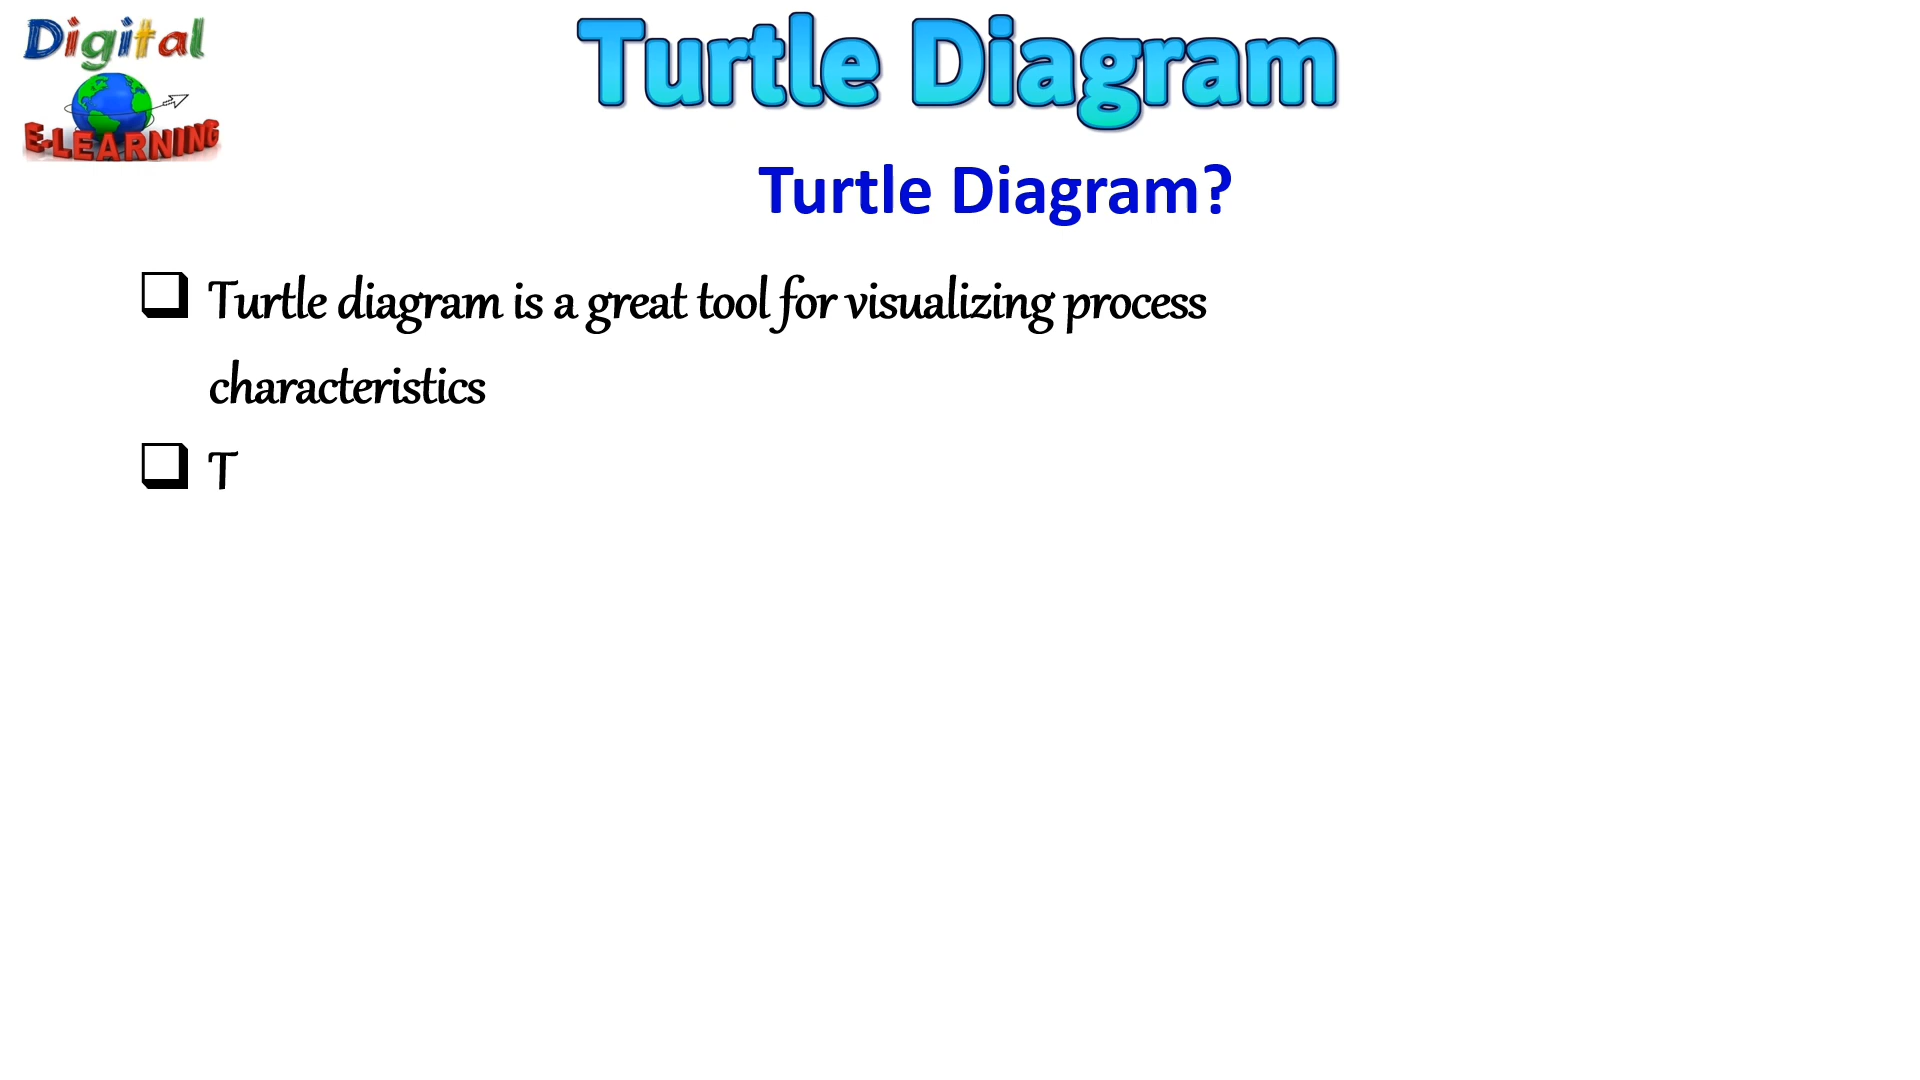 Digital
E-LEARNING
Turtle Diagram
Turtle Diagram?
❑ Turtle diagram is a great tool for visualizing process
characteristics
❑ T